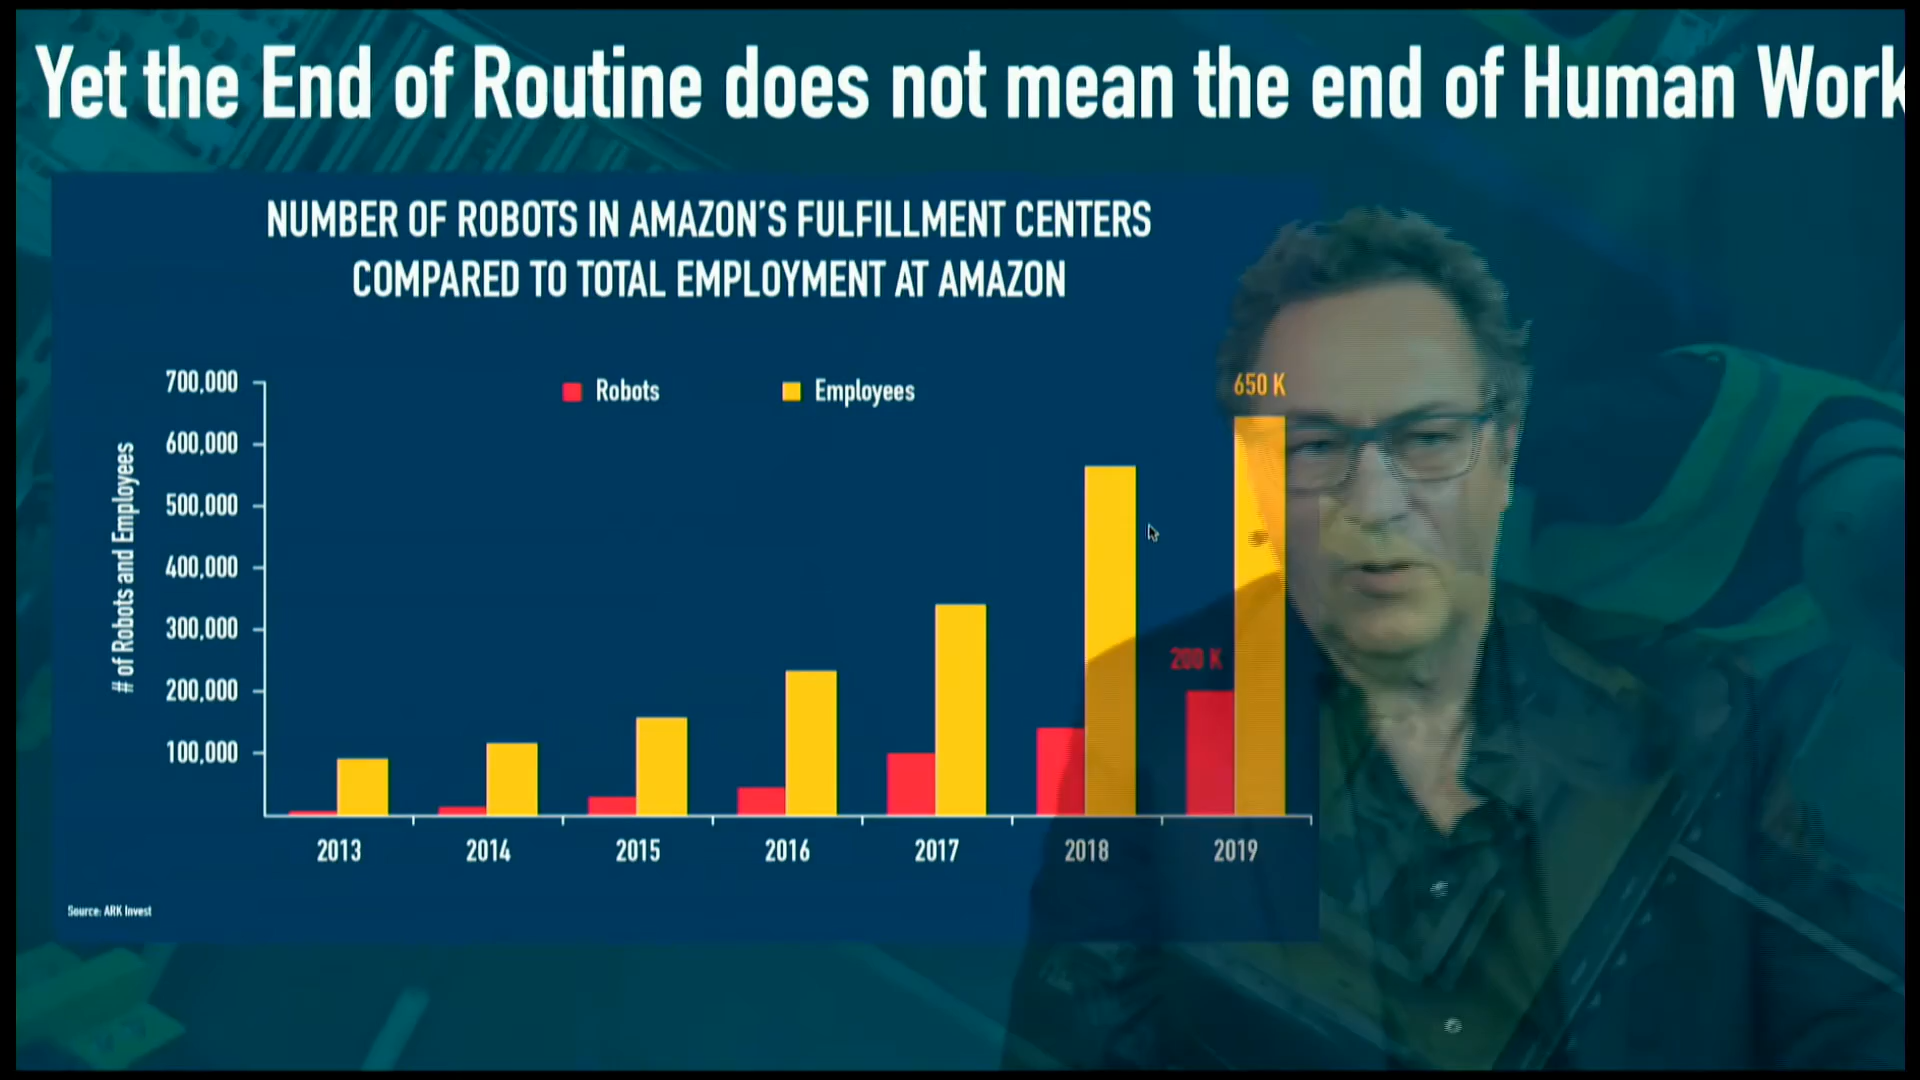 Yet the End of Routine does not mean the end of Human Work
NUMBER OF ROBOTS IN AMAZON'S FULFILLMENT CENTERS
COMPARED TO TOTAL EMPLOYMENT AT AMAZON
Robots
Employees
# of Robots and Employees
700,000
600,000
500,000
400,000
300,000
200,000
100,000
650 K
200 K
2013
2014
2015
2016
2017
2018
2019
Source: ARK Invest